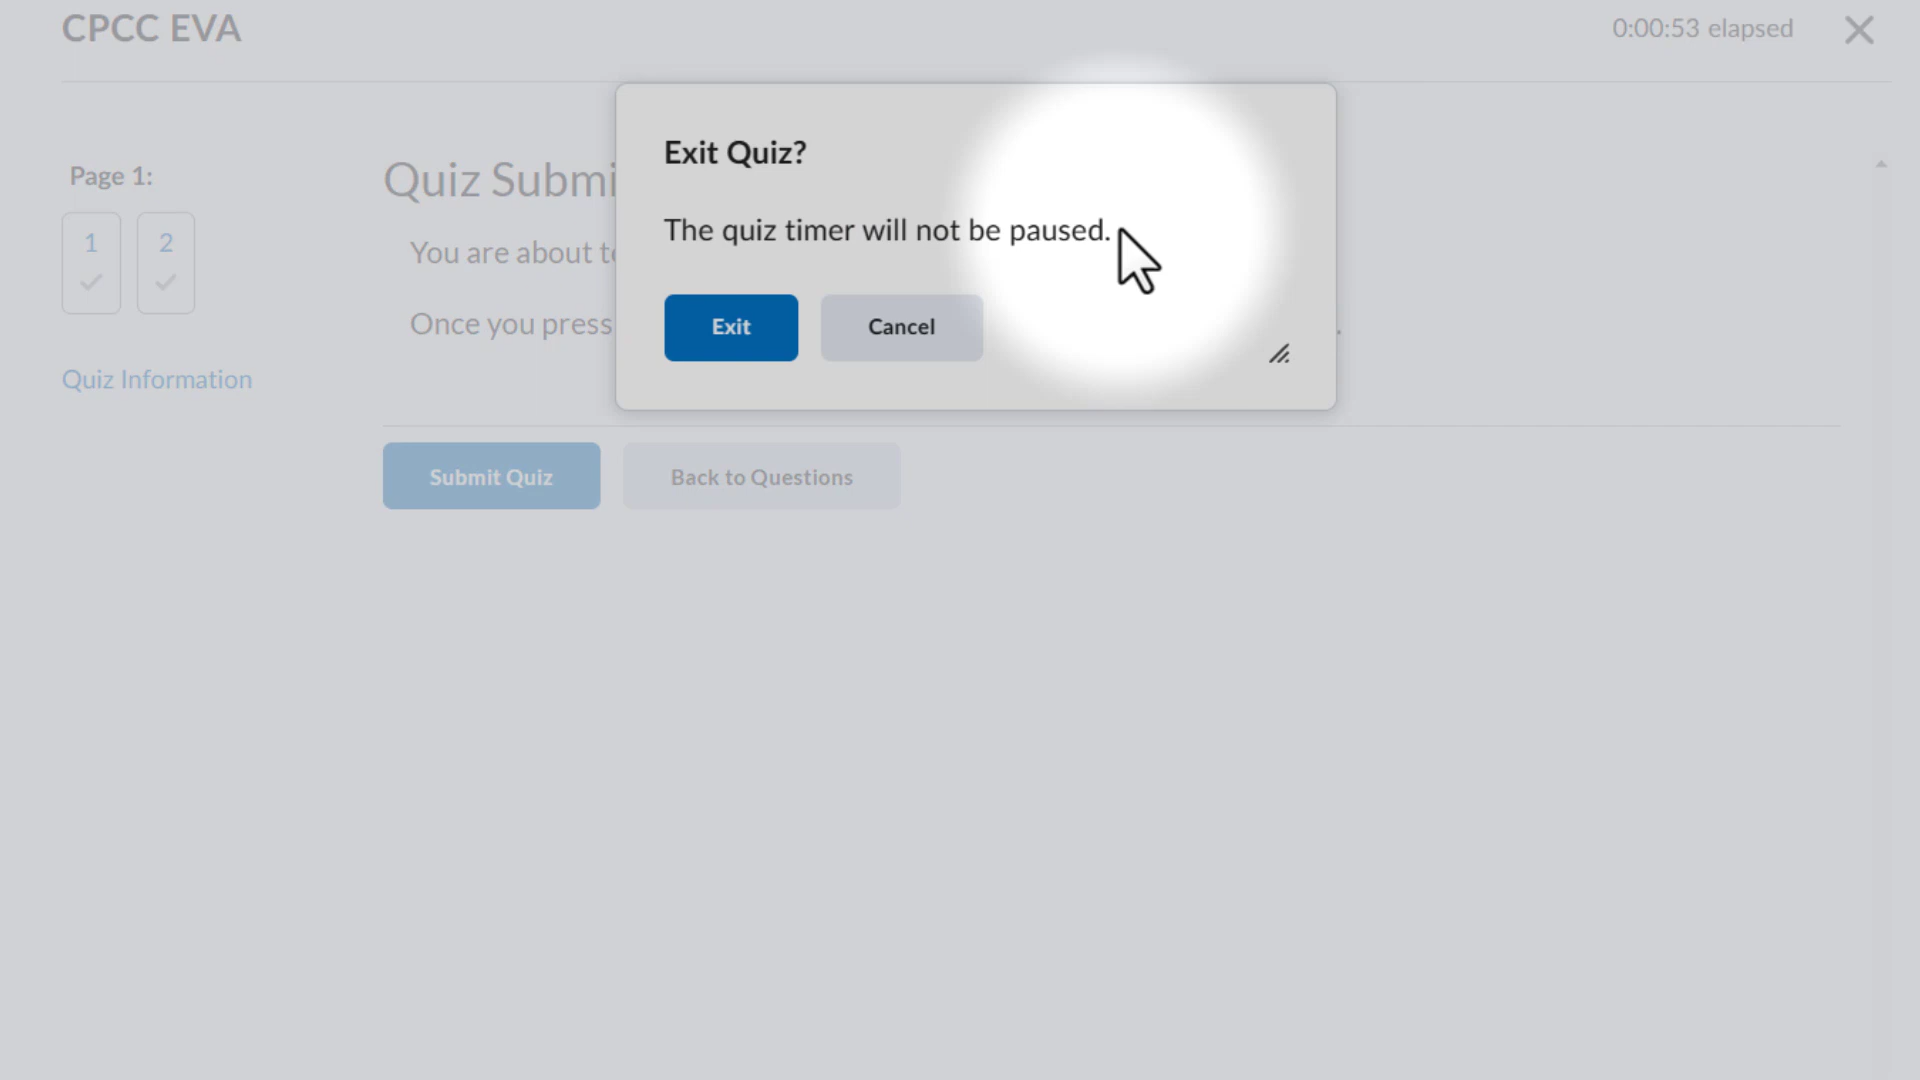 CPCC EVA
0:00:53 elapsed
Page 1:
1
2
Quiz Information
Quiz Submi
You are about t
Once you press
Exit Quiz?
The quiz timer will not be paused.
Exit
Cancel
Submit Quiz
Back to Questions